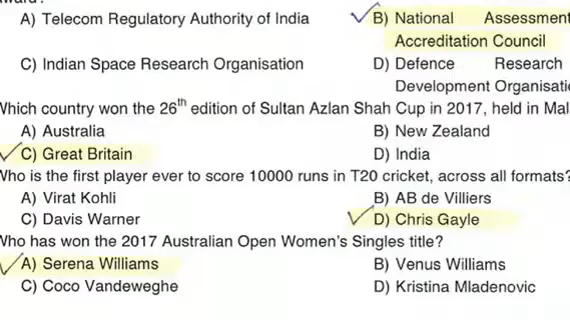 A) Telecom Regulatory Authority of India B) National Assessment
Accreditation Council
C) Indian Space Research Organisation D) Defence Research
Development Organisati
Which country won the 26th edition of Sultan Azlan Shah Cup in 2017, held in Mal
A) Australia B) New Zealand
C) Great Britain D) India
Who is the first player ever to score 10000 runs in T20 cricket, across all formats?
A) Virat Kohli B) AB de Villiers
C) Davis Warner D) Chris Gayle
Who has won the 2017 Australian Open Women's Singles title?
A) Serena Williams B) Venus Williams
C) Coco Vandeweghe D) Kristina Mladenovic